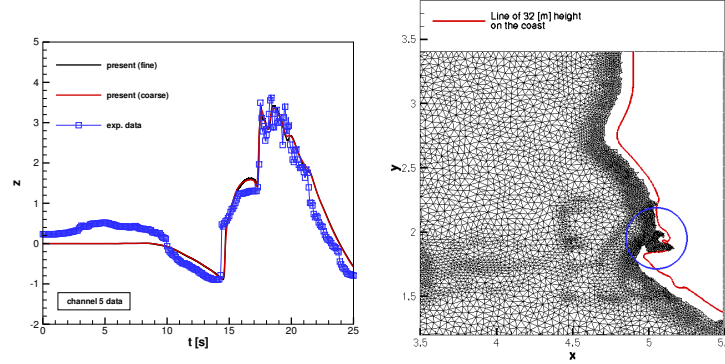 5
4
3
2
1
0
-1
-2
z
present (fine)
present (coarse)
exp. data
channel 5 data
0
5
10
15
20
25
t [s]
Line of 32 [m] height
on the coast
3.5
3
2.5
2
1.5
y
3.5
4
4.5
5
5.
x